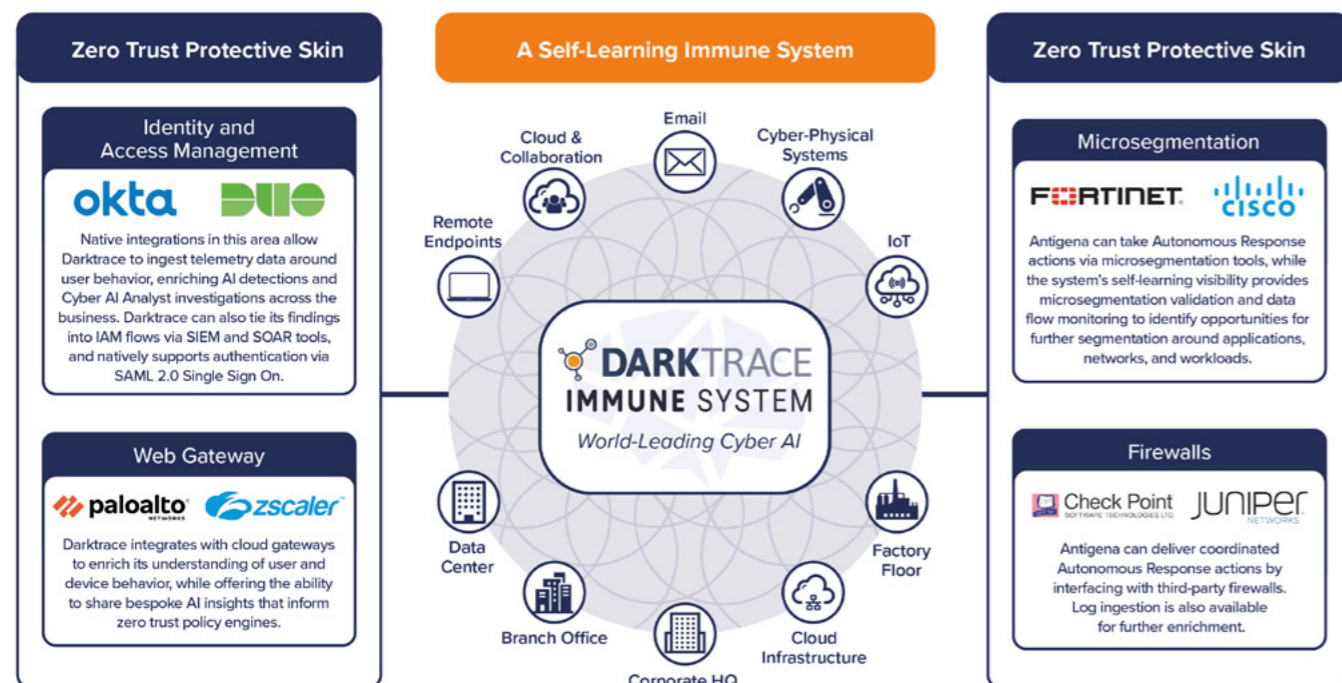 Zero Trust Protective Skin
Identity and
Access Management
okta
DUO
Native integrations in this area allow
Darktrace to ingest telemetry data around
user behavior, enriching AI detections and
Cyber AI Analyst investigations across the
business. Darktrace can also tie its findings
into IAM flows via SIEM and SOAR tools,
and natively supports authentication via
SAML 2.0 Single Sign On.
Web Gateway
paloalto
NETWORKS
zscaler™
Darktrace integrates with cloud gateways
to enrich its understanding of user and
device behavior, while offering the ability
to share bespoke AI insights that inform
zero trust policy engines.
A Self-Learning Immune System
Email
Cloud &
Collaboration
Cyber-Physical
Systems
Remote
Endpoints
IoT
DARKTRACE
IMMUNE SYSTEM
World-Leading Cyber AI
Data
Center
Factory
Floor
Branch Office
Cloud
Infrastructure
Corporate HQ
Zero Trust Protective Skin
Microsegmentation
FORTINET
CISCO
Antigena can take Autonomous Response
actions via microsegmentation tools, while
the system's self-learning visibility provides
microsegmentation validation and data
flow monitoring to identify opportunities for
further segmentation around applications,
networks, and workloads.
Firewalls
Check Point
SOFTWARE TECHNOLOGIES LTD.
JUNIPER
NETWORKS
Antigena can deliver coordinated
Autonomous Response actions by
interfacing with third-party firewalls.
Log ingestion is also available
for further enrichment.